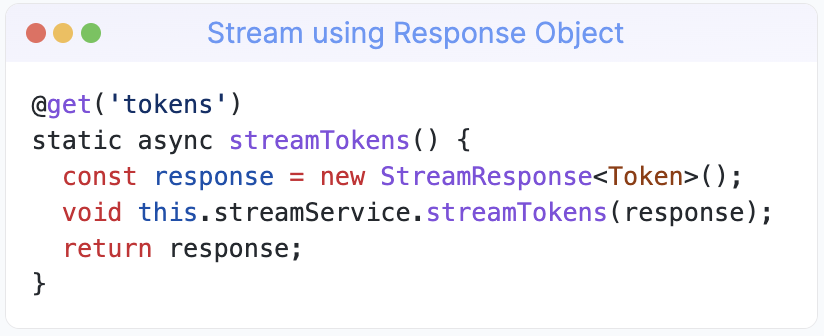 Stream using Response Object
@get('tokens')
static async streamTokens() {
  const response = new StreamResponse<Token>();
  void this.streamService.streamTokens(response);
  return response;
}